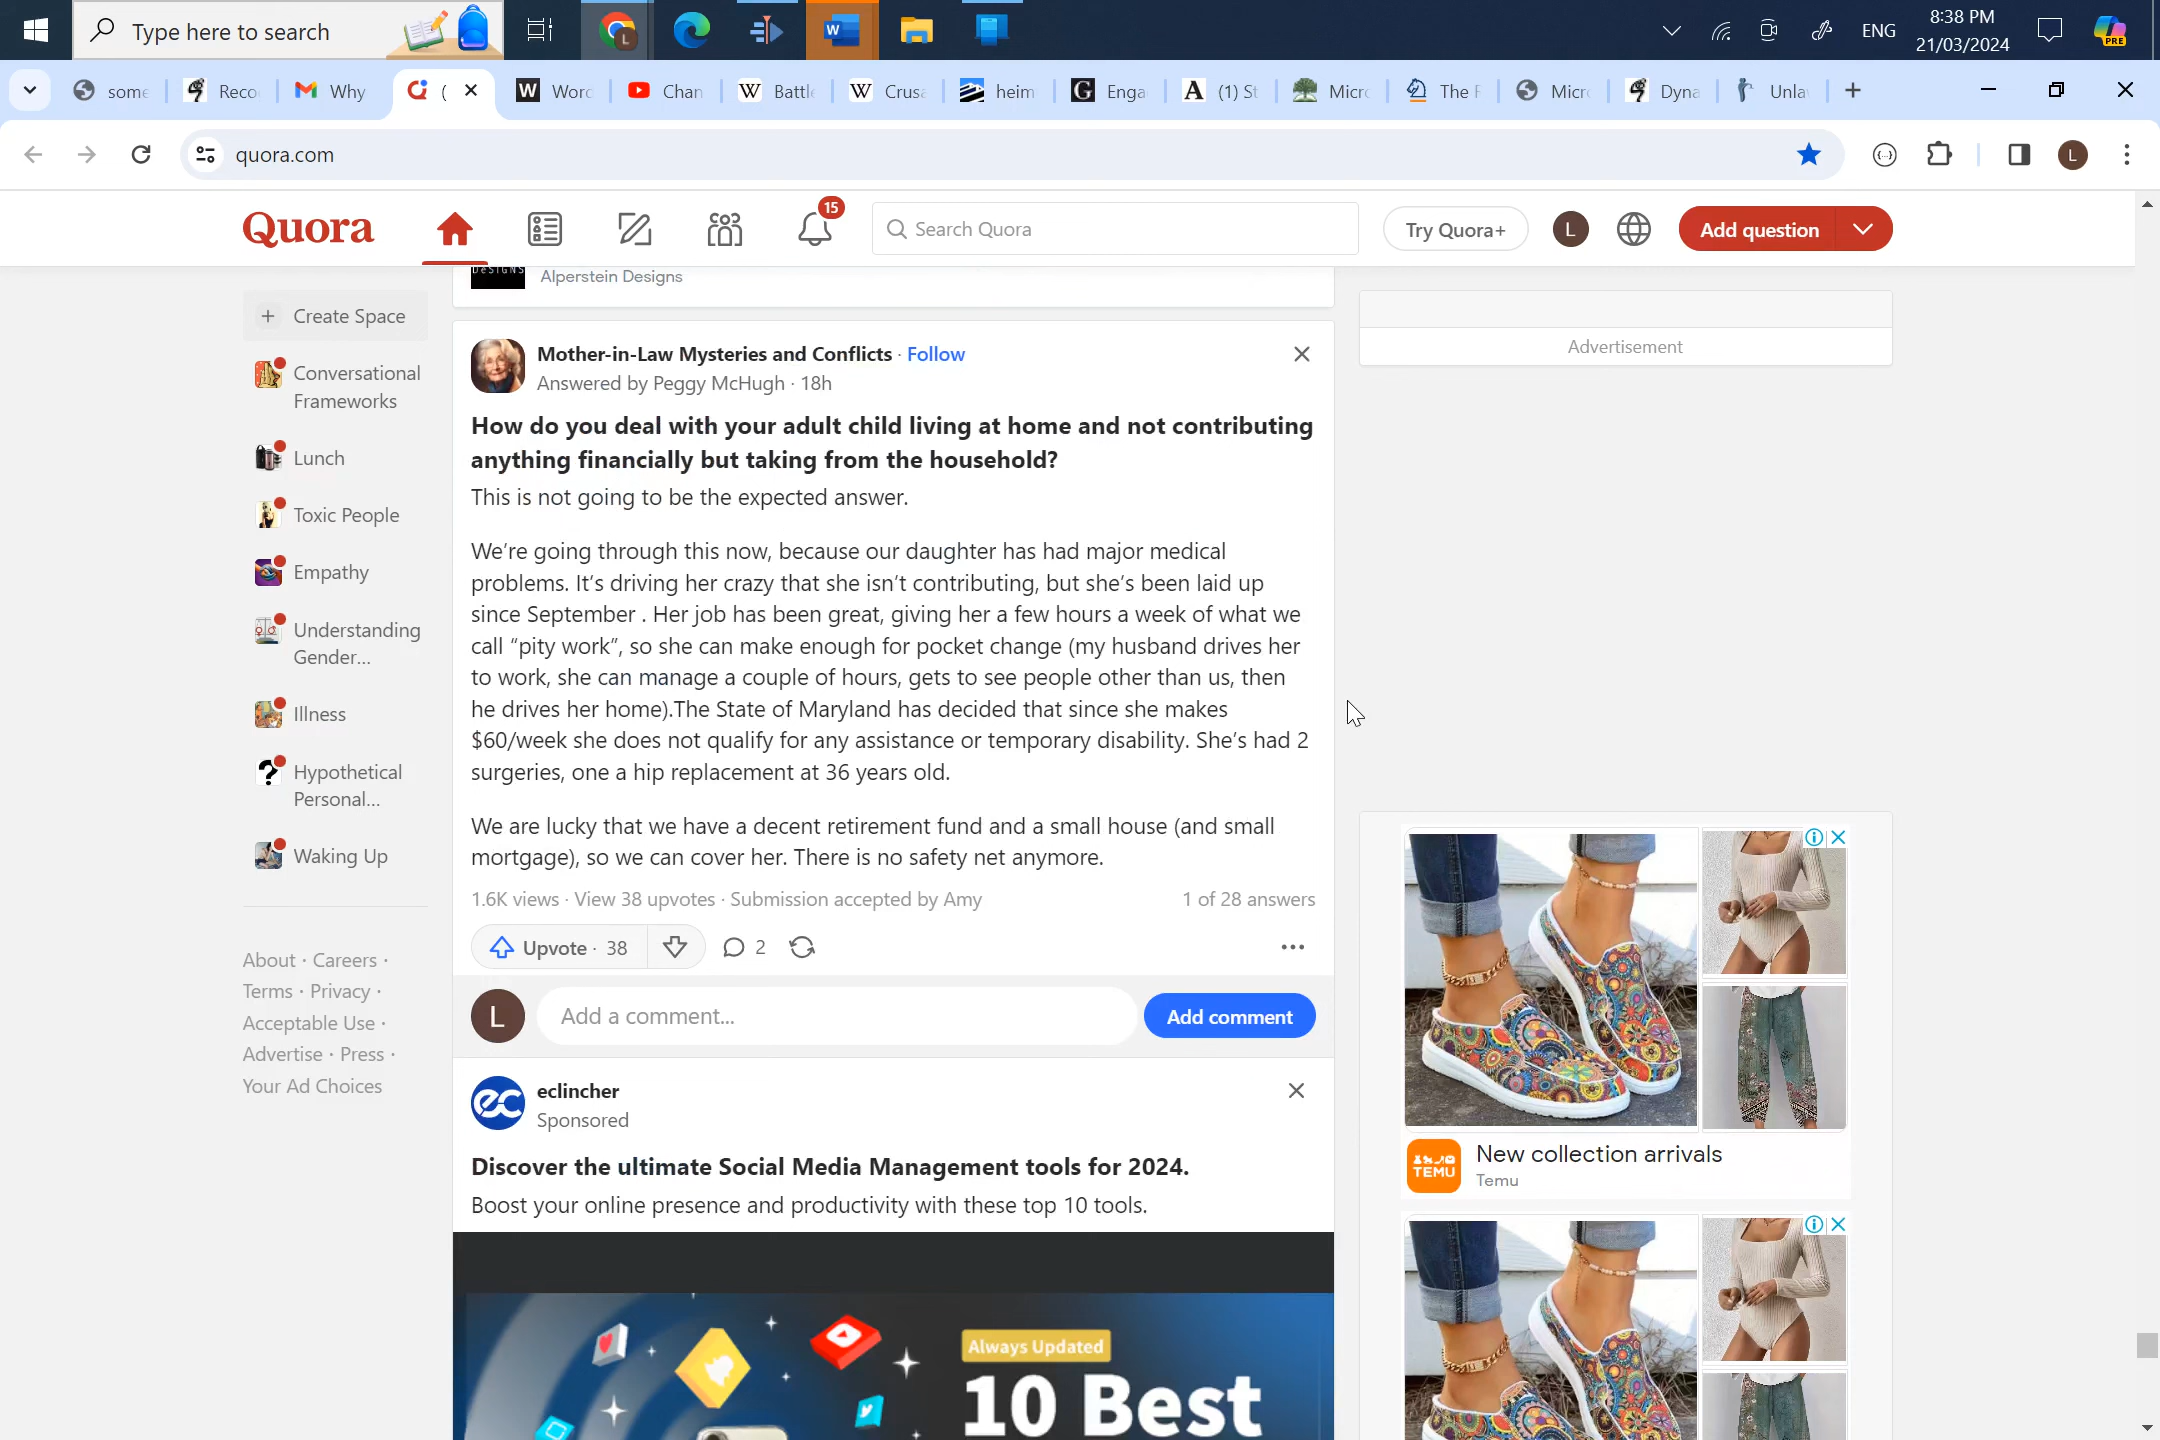 Type here to search
ENG
8:38 PM
21/03/2024
PRE
some
Reco
Why
(
Word
Chan
Battle
Crusa
heim
Enga
(1) St
Micro
The F
Micro
Dyna
Unla
quora.com
L
Quora
15
Search Quora
Try Quora+
L
Add question
DeSIGNS
Alperstein Designs
Create Space
Conversational
Frameworks
Lunch
Toxic People
Empathy
Understanding
Gender...
Illness
Hypothetical
Personal...
Waking Up
About · Careers ·
Terms · Privacy ·
Acceptable Use ·
Advertise · Press ·
Your Ad Choices
Mother-in-Law Mysteries and Conflicts · Follow
Answered by Peggy McHugh · 18h
How do you deal with your adult child living at home and not contributing
anything financially but taking from the household?
This is not going to be the expected answer.
We're going through this now, because our daughter has had major medical
problems. It's driving her crazy that she isn't contributing, but she's been laid up
since September . Her job has been great, giving her a few hours a week of what we
call “pity work”, so she can make enough for pocket change (my husband drives her
to work, she can manage a couple of hours, gets to see people other than us, then
he drives her home).The State of Maryland has decided that since she makes
$60/week she does not qualify for any assistance or temporary disability. She's had 2
surgeries, one a hip replacement at 36 years old.
We are lucky that we have a decent retirement fund and a small house (and small
mortgage), so we can cover her. There is no safety net anymore.
1.6K views · View 38 upvotes · Submission accepted by Amy
1 of 28 answers
Upvote · 38
2
L
Add a comment...
Add comment
ec
eclincher
Sponsored
Discover the ultimate Social Media Management tools for 2024.
Boost your online presence and productivity with these top 10 tools.
Always Updated
10 Best
Advertisement
TEMU
New collection arrivals
Temu